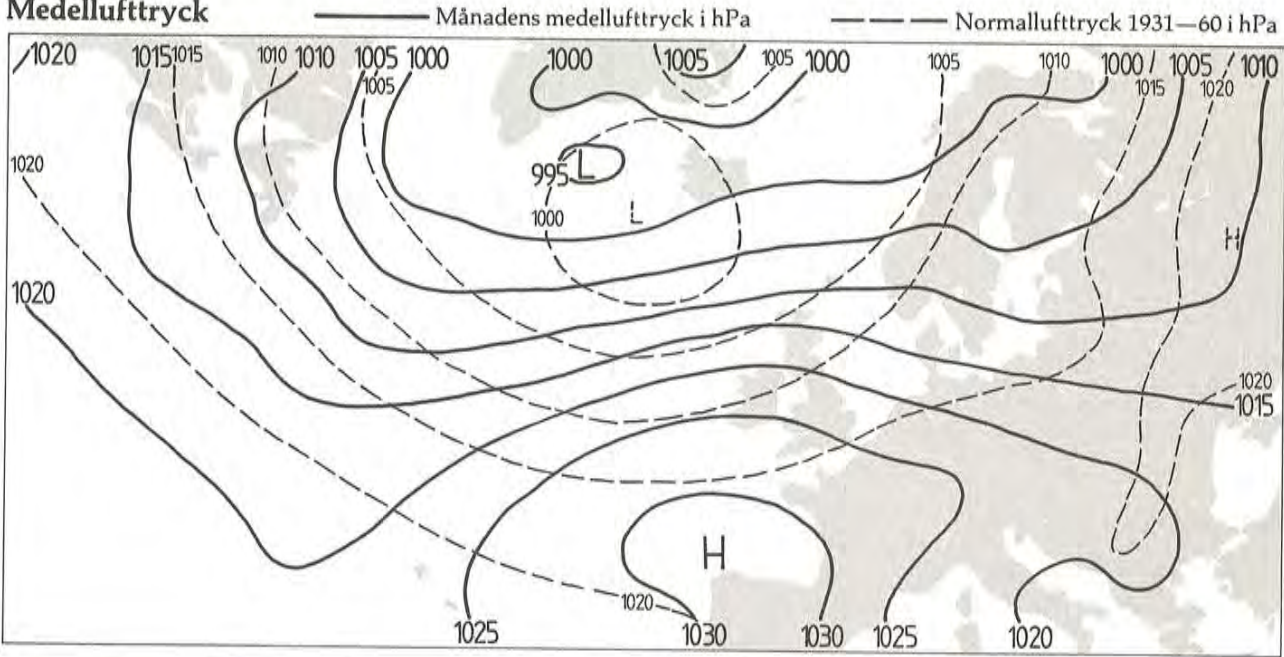 Medellufttryck
Månadens medellufttryck i hPa
Normallufttryck 1931—60 i hPa
1020 1015 1015 1010 1010 1005 1000 1000 1005 1005 1000 1005 1010 1000 1005 1010
1005 1015 1020
1020
995 L
1000 L
H
1020
1020
1015
H
1020
1025 1030 1030 1025 1020